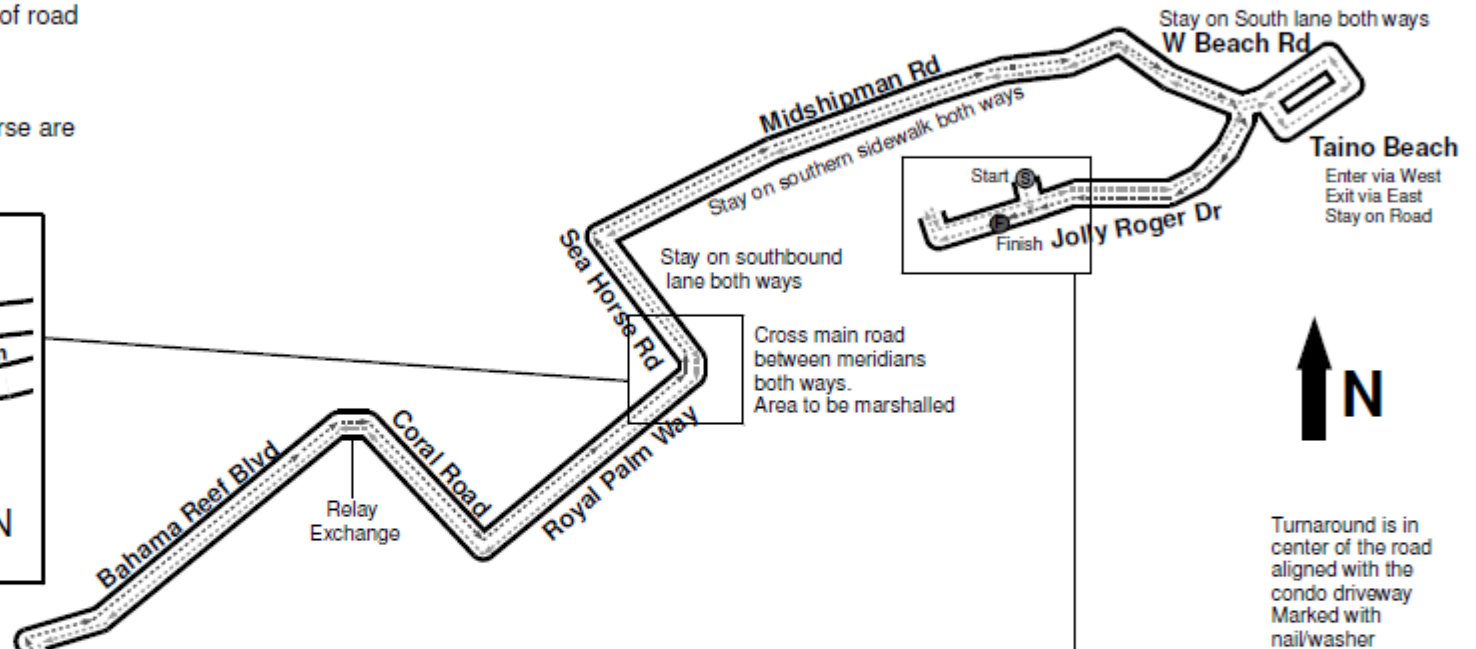 of road
rse are
Stay on South lane both ways
W Beach Rd
Midshipman Rd
Stay on southern sidewalk both ways
Taino Beach
Enter via West
Exit via East
Stay on Road
Start
S
F
Finish
Jolly Roger Dr
Sea Horse Rd
Stay on southbound
lane both ways
Cross main road
between meridians
both ways.
Area to be marshalled
Royal Palm Way
Coral Road
Bahama Reef Blvd
Relay
Exchange
N
N
Turnaround is in
center of the road
aligned with the
condo driveway
Marked with
nail/washer